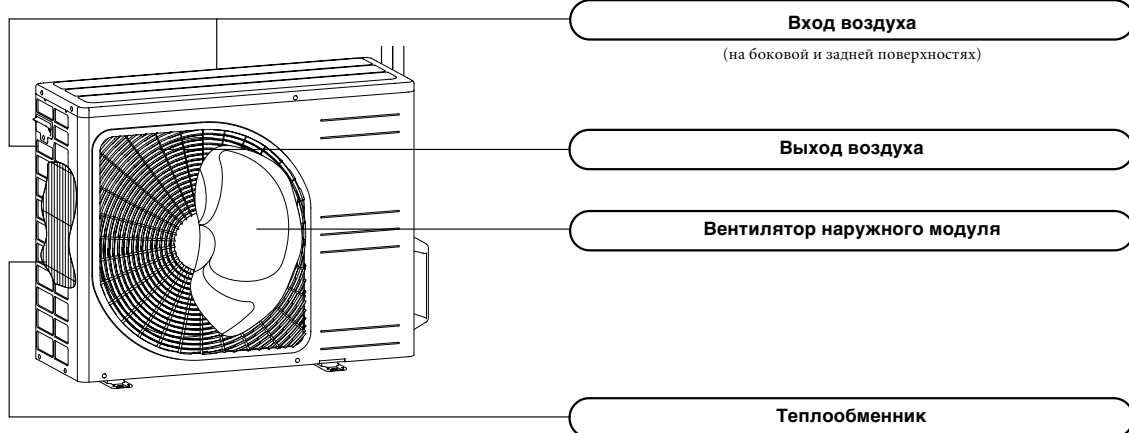 Вход воздуха
(на боковой и задней поверхностях)
Выход воздуха
Вентилятор наружного модуля
Теплообменник